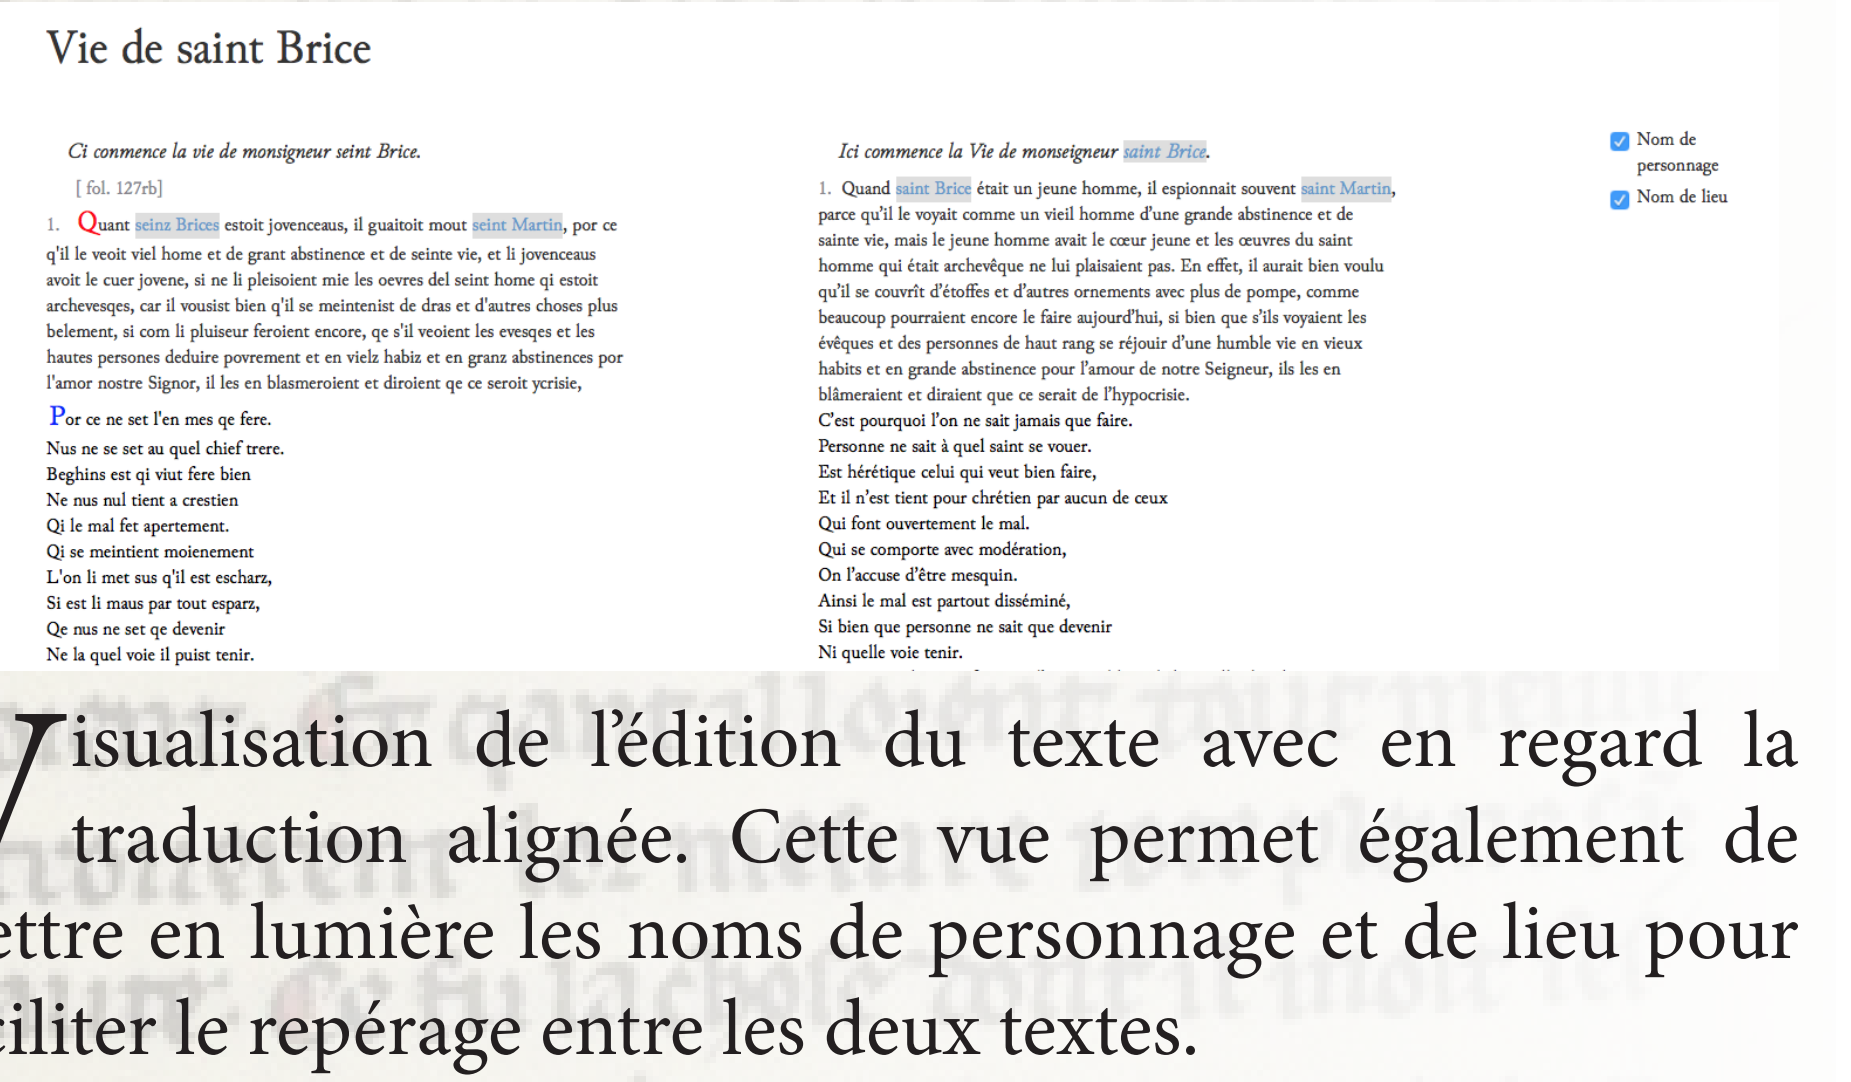 Vie de saint Brice
Ci conmence la vie de monsigneur seint Brice.
[ fol. 127rb]
1. Quant seinz Brices estoit jovenceaus, il guaitoit mout seint Martin, por ce
q'il le veoit viel home et de grant abstinence et de seinte vie, et li jovenceaus
avoit le cuer jovene, si ne li pleisoient mie les oevres del seint home qi estoit
archevesqes, car il vousist bien q'il se meintenist de dras et d'autres choses plus
belement, si com li pluiseur feroient encore, qe s'il veoient les evesqes et les
hautes persones deduire povrement et en vielz habiz et en granz abstinences por
l'amor nostre Signor, il les en blasmeroient et diroient qe ce seroit ycrisie,
Por ce ne set l'en mes qe fere.
Nus ne se set au quel chief trere.
Beghins est qi viut fere bien
Ne nus nul tient a crestien
Qi le mal fet apertement.
Qi se meintient moienement
L'on li met sus q'il est escharz,
Si est li maus par tout esparz,
Qe nus ne set qe devenir
Ne la quel voie il puist tenir.
Ici commence la Vie de monseigneur saint Brice.
1. Quand saint Brice était un jeune homme, il espionnait souvent saint Martin,
parce qu’il le voyait comme un vieil homme d’une grande abstinence et de
sainte vie, mais le jeune homme avait le cœur jeune et les œuvres du saint
homme qui était archevêque ne lui plaisaient pas. En effet, il aurait bien voulu
qu’il se couvrît d’étoffes et d’autres ornements avec plus de pompe, comme
beaucoup pourraient encore le faire aujourd’hui, si bien que s’ils voyaient les
évêques et des personnes de haut rang se réjouir d’une humble vie en vieux
habits et en grande abstinence pour l’amour de notre Seigneur, ils les en
blâmeraient et diraient que ce serait de l’hypocrisie.
C’est pourquoi l’on ne sait jamais que faire.
Personne ne sait à quel saint se vouer.
Est hérétique celui qui veut bien faire,
Et il n’est tient pour chrétien par aucun de ceux
Qui font ouvertement le mal.
Qui se comporte avec modération,
On l’accuse d’être mesquin.
Ainsi le mal est partout disséminé,
Si bien que personne ne sait que devenir
Ni quelle voie tenir.
Nom de
personnage
Nom de lieu
Visualisation de l’édition du texte avec en regard la
traduction alignée. Cette vue permet également de
ettre en lumière les noms de personnage et de lieu pour
ciliter le repérage entre les deux textes.